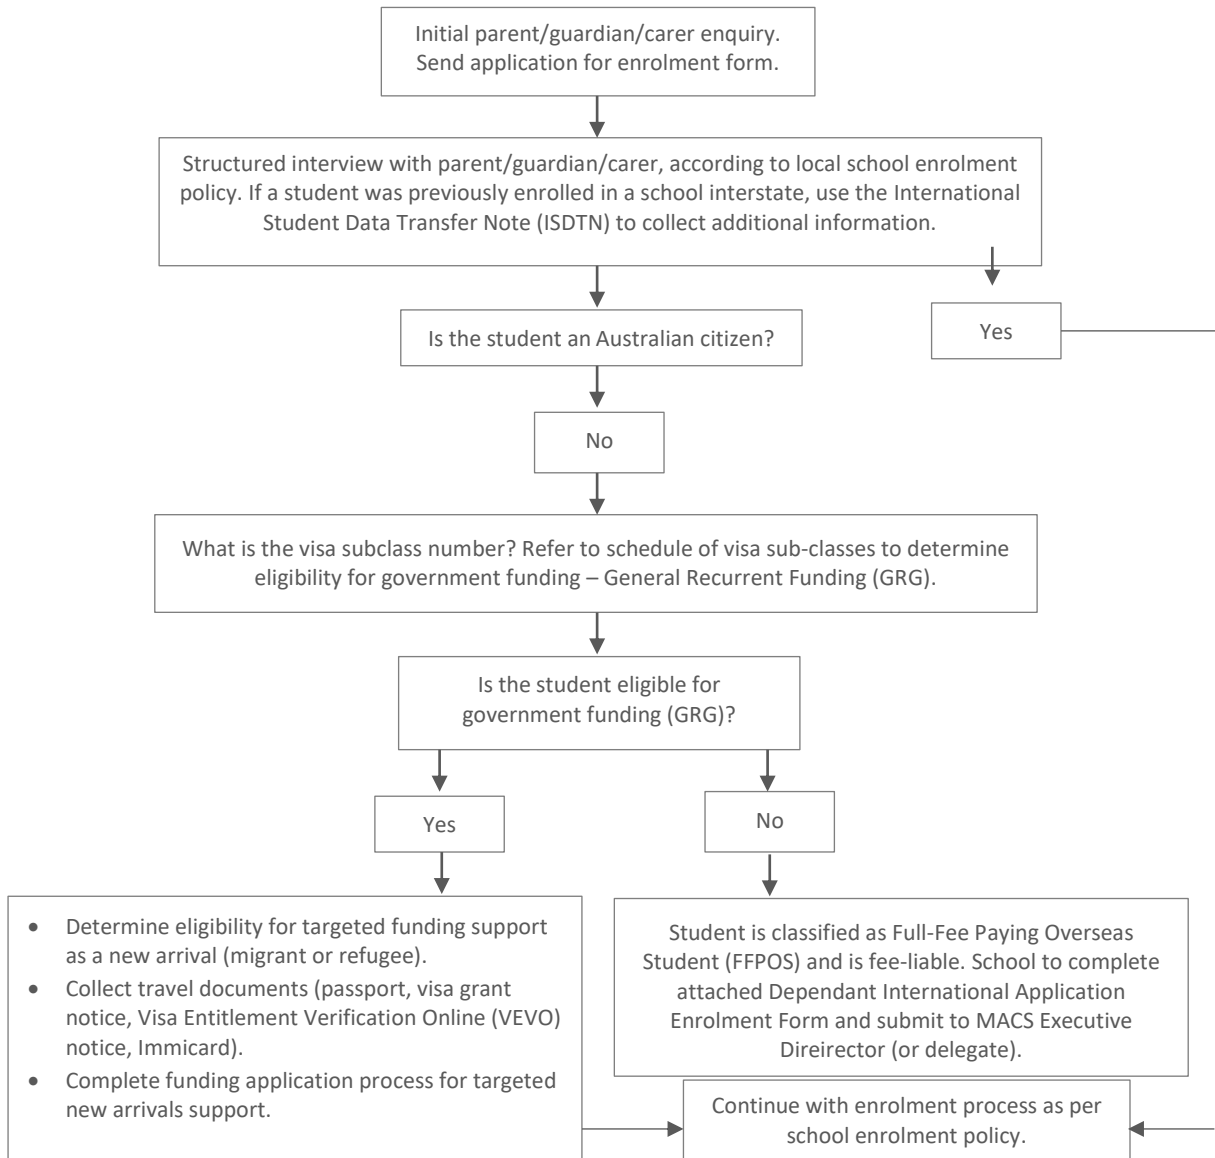 Initial parent/guardian/carer enquiry.
Send application for enrolment form.
Structured interview with parent/guardian/carer, according to local school enrolment
policy. If a student was previously enrolled in a school interstate, use the International
Student Data Transfer Note (ISDTN) to collect additional information.
Is the student an Australian citizen?
Yes
No
What is the visa subclass number? Refer to schedule of visa sub-classes to determine
eligibility for government funding – General Recurrent Funding (GRG).
Is the student eligible for
government funding (GRG)?
Yes
No
• Determine eligibility for targeted funding support
as a new arrival (migrant or refugee).
• Collect travel documents (passport, visa grant
notice, Visa Entitlement Verification Online (VEVO)
notice, Immicard).
• Complete funding application process for targeted
new arrivals support.
Student is classified as Full-Fee Paying Overseas
Student (FFPOS) and is fee-liable. School to complete
attached Dependant International Application
Enrolment Form and submit to MACS Executive
Direirector (or delegate).
Continue with enrolment process as per
school enrolment policy.